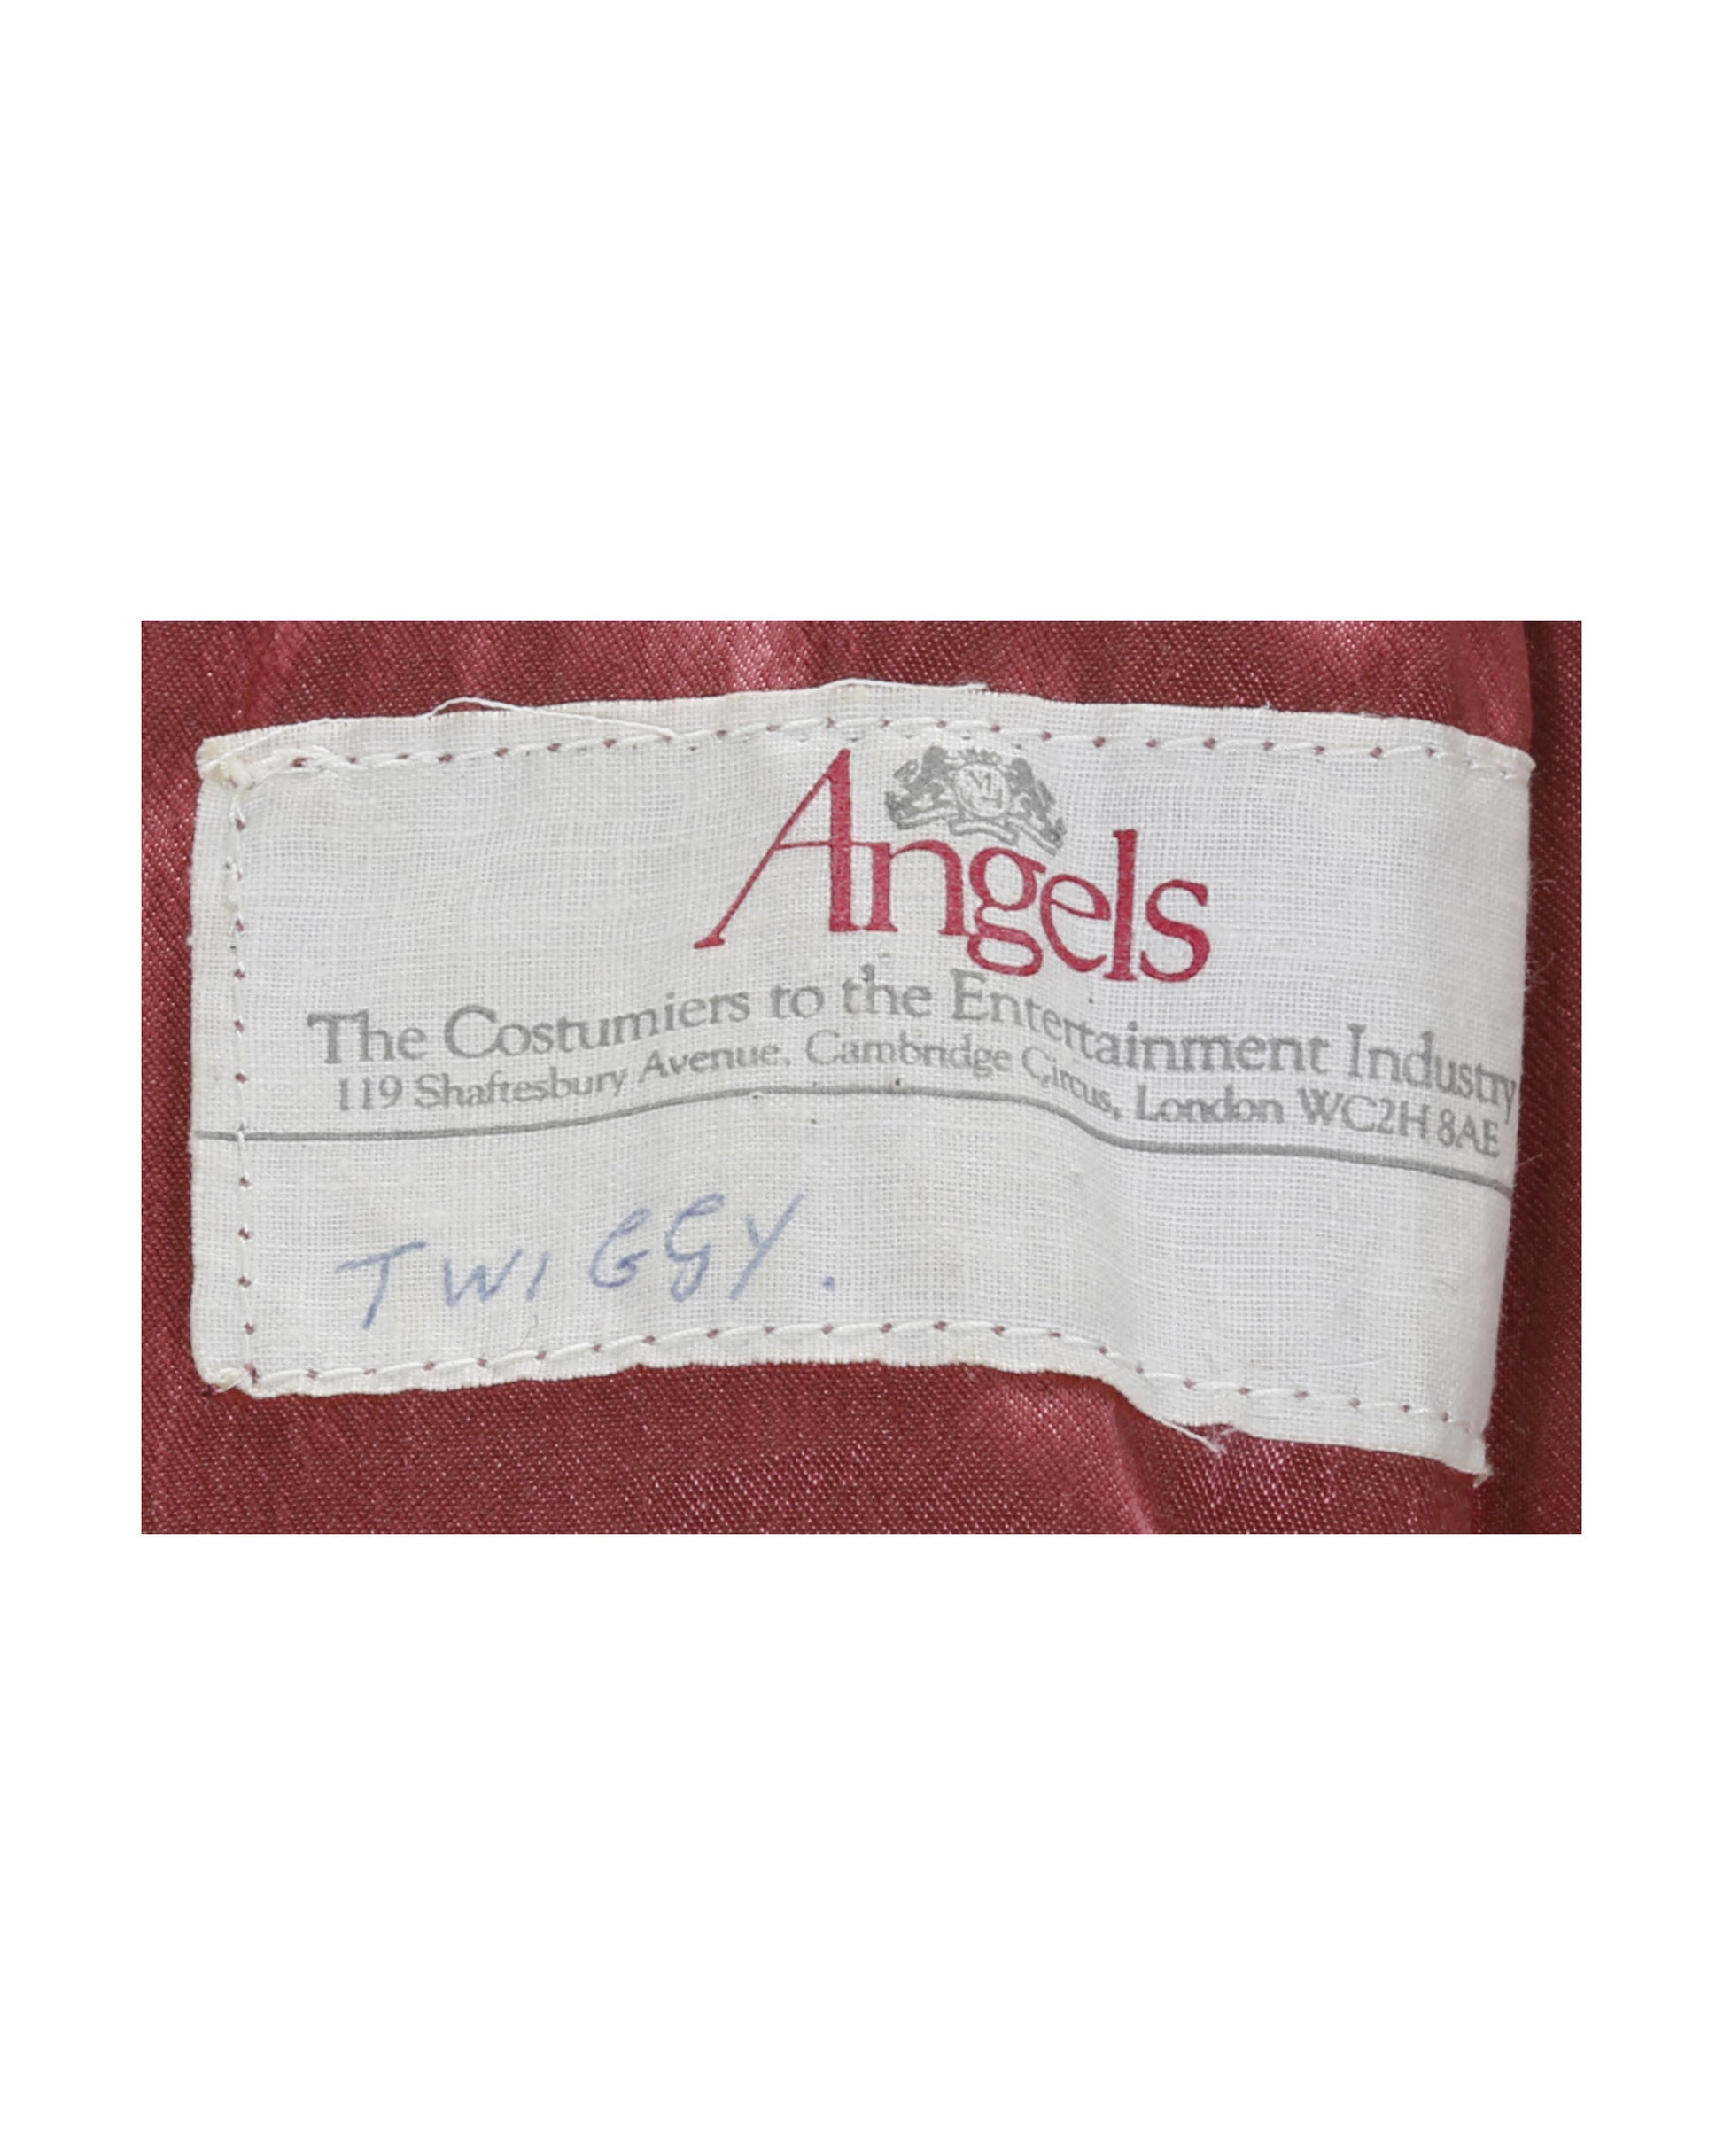 Angels
The Costumiers to the Entertainment Industry
119 Shaftesbury Avenue, Cambridge Circus, London WC2H 8AE
TWIGGY.